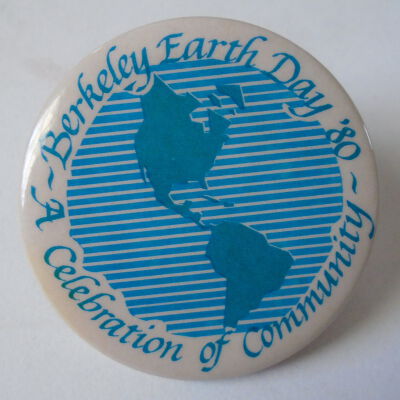 ~ Berkeley Earth Day '80 ~
A Celebration of Community